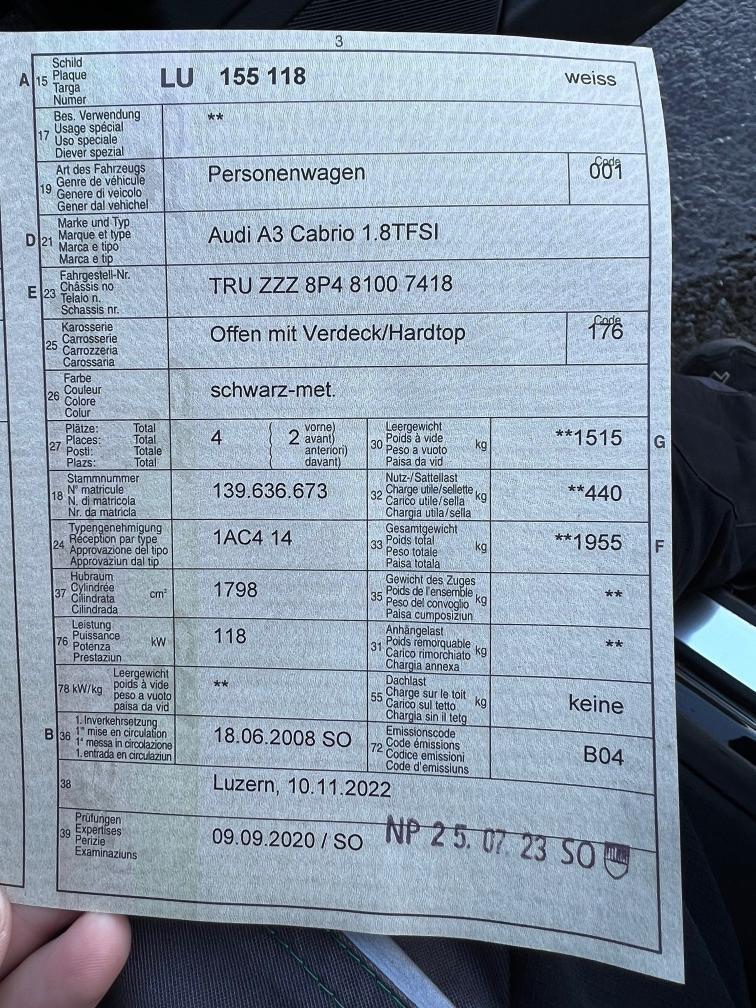 3
A 15 Schild
Plaque
Targa
Numer
LU 155 118 weiss
17 Bes. Verwendung
Usage spécial
Uso speciale
Diever spezial
**
19 Art des Fahrzeugs
Genre de véhicule
Genere di veicolo
Gener dal vehichel
Personenwagen
Code
001
D 21 Marke und Typ
Marque et type
Marca e tipo
Marca e tip
Audi A3 Cabrio 1.8TFSI
E 23 Fahrgestell-Nr.
Châssis no
Telaio n.
Schassis nr.
TRU ZZZ 8P4 8100 7418
25 Karosserie
Carrosserie
Carrozzeria
Carossaria
Offen mit Verdeck/Hardtop
Code
176
26 Farbe
Couleur
Colore
Colur
schwarz-met.
27 Plätze: Total
Places: Total
Posti: Totale
Plazs: Total
4 ( 2 vorne)
avant)
( anteriori)
davant)
30 Leergewicht
Poids à vide
Peso a vuoto
Paisa da vid
kg
**1515 G
18 Stammnummer
N° matricule
N. di matricola
Nr. da matricla
139.636.673
32 Nutz-/Sattellast
Charge utile/sellette
Carico utile/sella
Chargia utila/sella
kg
**440
24 Typengenehmigung
Réception par type
Approvazione del tipo
Approvaziun dal tip
1AC4 14
33 Gesamtgewicht
Poids total
Peso totale
Paisa totala
kg
**1955 F
37 Hubraum
Cylindrée
Cilindrata
Cilindrada
cm³
1798
35 Gewicht des Zuges
Poids de l'ensemble
Peso del convoglio
Paisa cumposiziun
kg
**
76 Leistung
Puissance
Potenza
Prestaziun
kW
118
31 Anhängelast
Poids remorquable
Carico rimorchiato
Chargia annexa
kg
**
78 kW/kg Leergewicht
poids à vide
peso a vuoto
paisa da vid
**
55 Dachlast
Charge sur le toit
Carico sul tetto
Chargia sin il tetg
kg
keine
B 36 1. Inverkehrsetzung
1re mise en circulation
1a messa in circolazione
1. entrada en circulaziun
18.06.2008 SO
72 Emissionscode
Code émissions
Codice emissioni
Code d'emissiuns
B04
38
Luzern, 10.11.2022
39 Prüfungen
Expertises
Perizie
Examinaziuns
09.09.2020 / SO
NP 25. 07. 23 SO